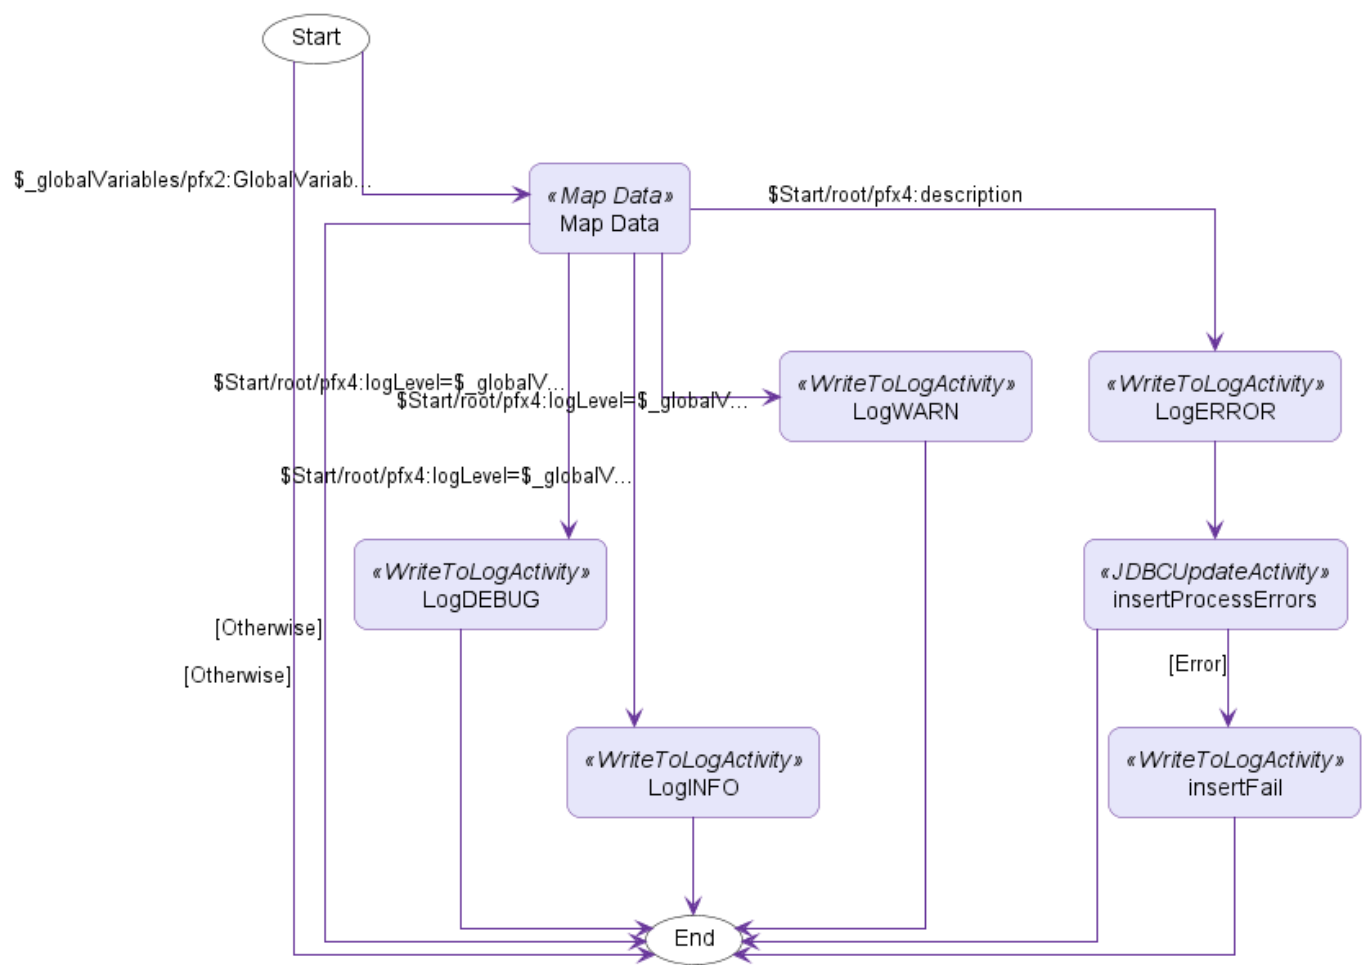 Start
$_globalVariables/pfx2:GlobalVariab...
«Map Data»
Map Data
$Start/root/pfx4:description
$Start/root/pfx4:logLevel=$_globalV...
$Start/root/pfx4:logLevel=$_globalV...
«WriteToLogActivity»
LogWARN
«WriteToLogActivity»
LogERROR
$Start/root/pfx4:logLevel=$_globalV...
«WriteToLogActivity»
LogDEBUG
«JDBCUpdateActivity»
insertProcessErrors
[Otherwise]
[Otherwise]
[Error]
«WriteToLogActivity»
LogINFO
«WriteToLogActivity»
insertFail
End